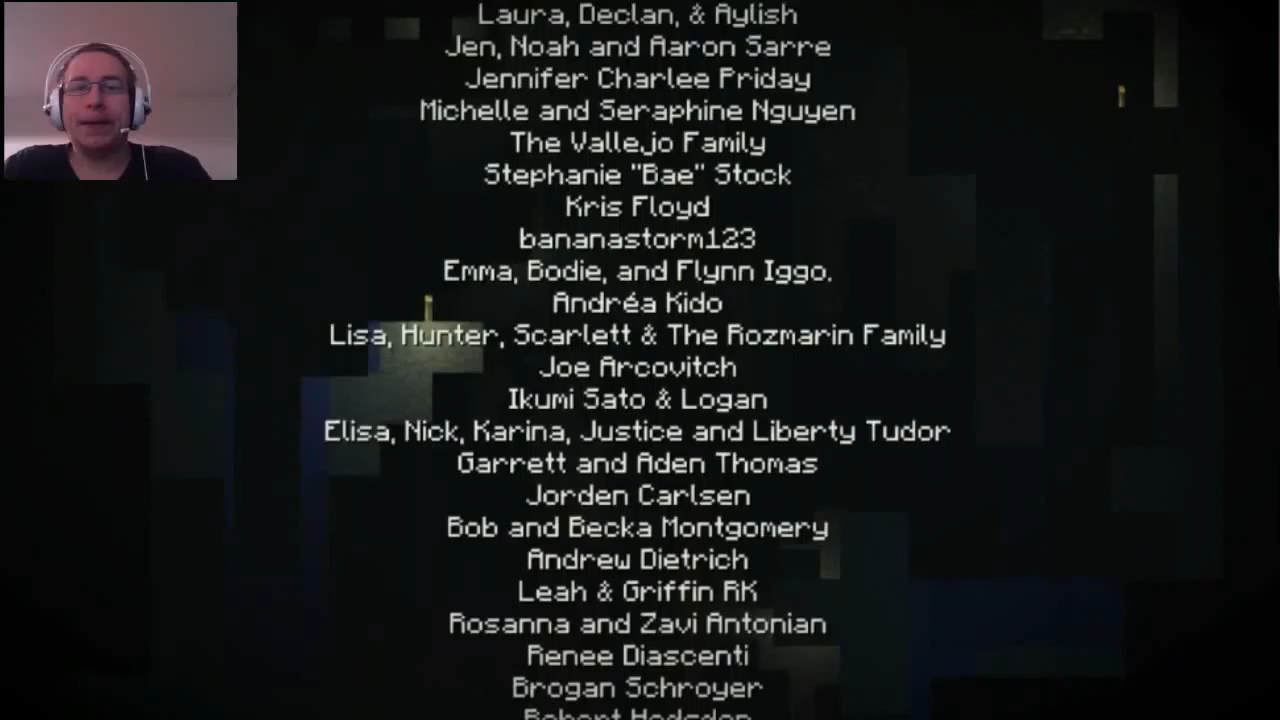 Laura, Declan, & Aylish
Jen, Noah and Aaron Sarre
Jennifer Charlee Priday
Michelle and Seraphine Nguyen
The Vallejo Family
Stephanie "Bae" Stock
Kris Floyd
bananastorm123
Emma, Bodie, and Flynn Iggo.
Andréa Kido
Lisa, Hunter, Scarlett & The Rozmarin Family
Joe Arcovitch
Ikumi Sato & Logan
Elisa, Nick, Karina, Justice and Liberty Tudor
Garrett and Aden Thomas
Jorden Carlsen
Bob and Becka Montgomery
Andrew Dietrich
Leah & Griffin RK
Rosanna and Zavi Antonian
Renee Diascenti
Brogan Schroyer
Robert